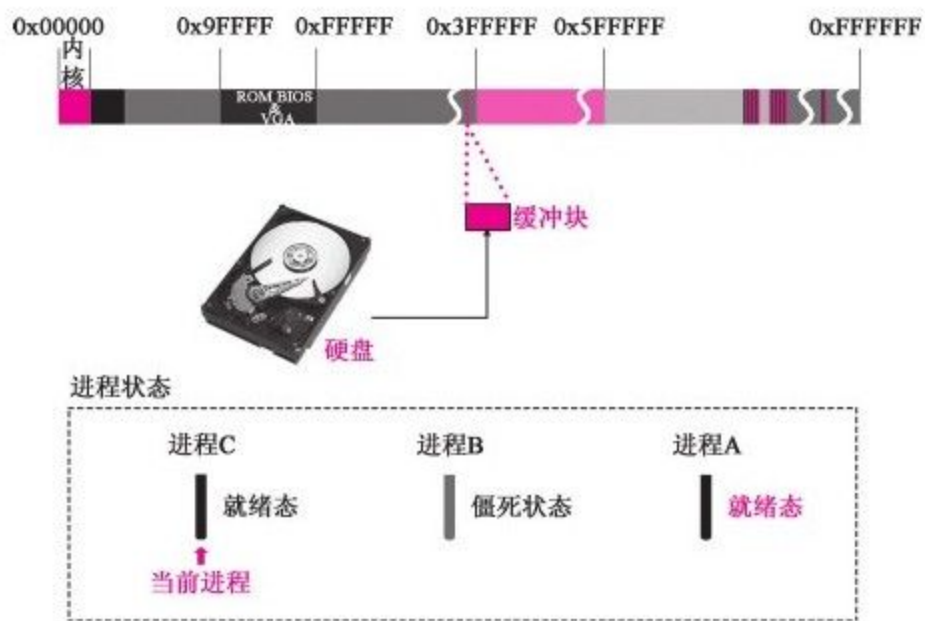 0x00000 0x9FFFF 0xFFFFF 0x3FFFFF 0x5FFFFF 0xFFFFFF
内核
ROM BIOS
&
VGA
缓冲块
硬盘
进程状态
进程C 进程B 进程A
就绪态 僵死状态 就绪态
当前进程